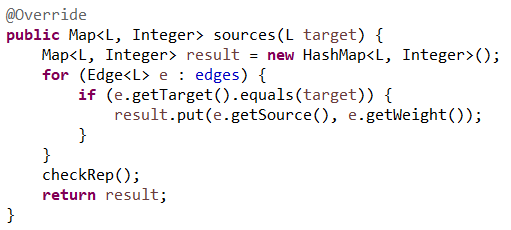 @Override
public Map<L, Integer> sources(L target) {
    Map<L, Integer> result = new HashMap<L, Integer>();
    for (Edge<L> e : edges) {
        if (e.getTarget().equals(target)) {
            result.put(e.getSource(), e.getWeight());
        }
    }
    checkRep();
    return result;
}